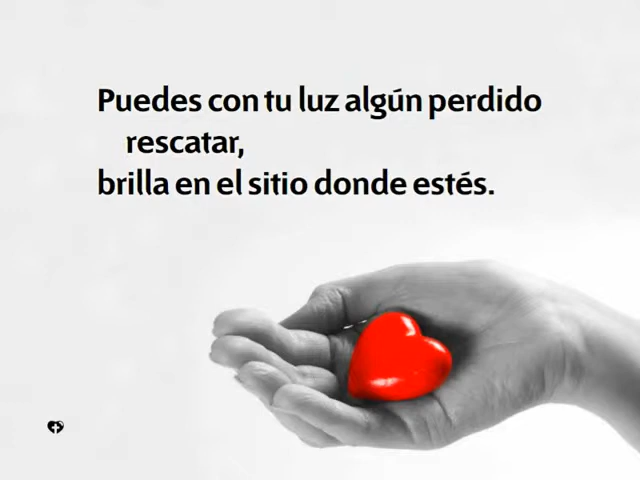 Puedes con tu luz algún perdido
rescatar,
brilla en el sitio donde estés.